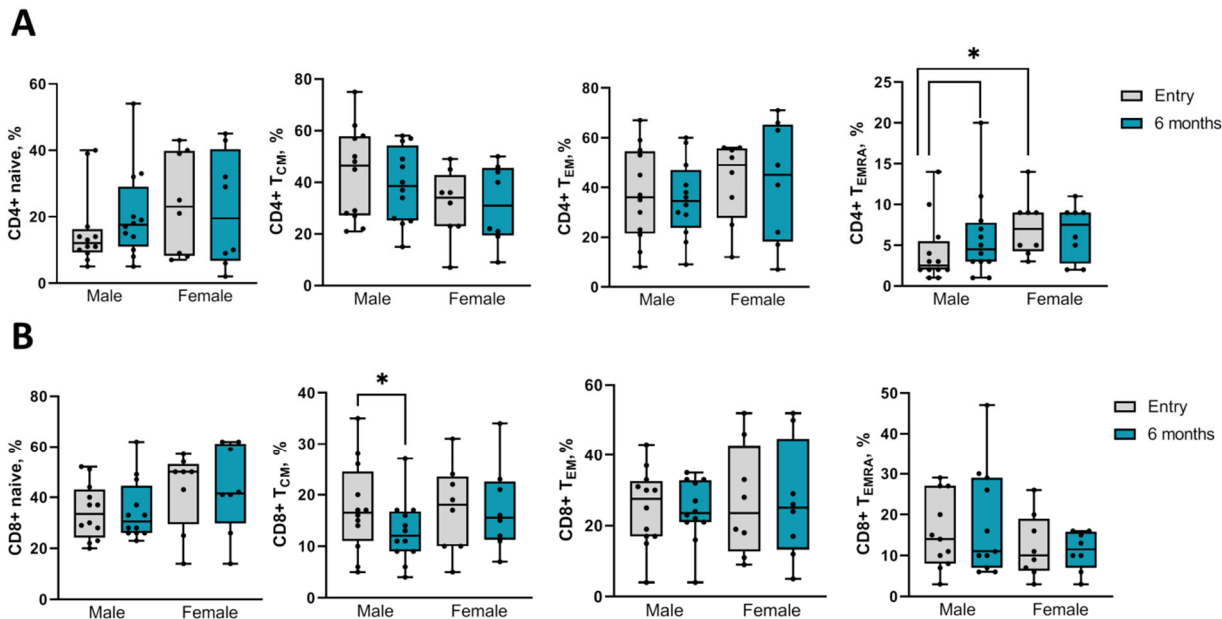 A
CD4+ naive, %
60
40
20
0
Male Female
CD4+ TCM, %
80
60
40
20
0
Male Female
CD4+ TEM, %
80
60
40
20
0
Male Female
CD4+ TEMRA, %
25
20
15
10
5
0
*
Male Female
Entry
6 months
B
CD8+ naive, %
80
60
40
20
0
Male Female
CD8+ TCM, %
40
30
20
10
0
*
Male Female
CD8+ TEM, %
60
40
20
0
Male Female
CD8+ TEMRA, %
50
40
30
20
10
0
Male Female
Entry
6 months